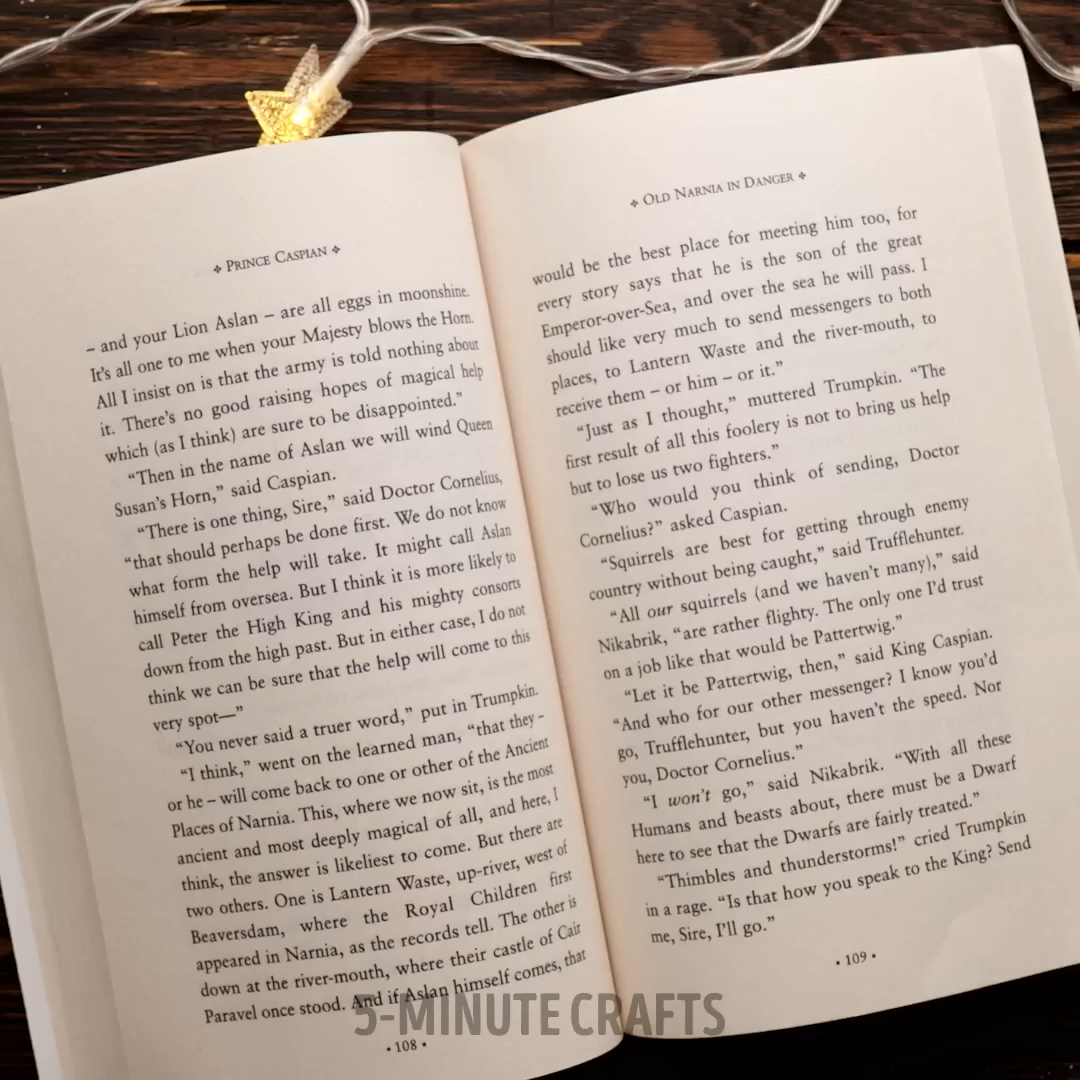 ❖ PRINCE CASPIAN ❖
– and your Lion Aslan – are all eggs in moonshine.
It’s all one to me when your Majesty blows the Horn.
All I insist on is that the army is told nothing about
it. There’s no good raising hopes of magical help
which (as I think) are sure to be disappointed.”
“Then in the name of Aslan we will wind Queen
Susan’s Horn,” said Caspian.
“There is one thing, Sire,” said Doctor Cornelius,
“that should perhaps be done first. We do not know
what form the help will take. It might call Aslan
himself from oversea. But I think it is more likely to
call Peter the High King and his mighty consorts
down from the high past. But in either case, I do not
think we can be sure that the help will come to this
very spot—”
“You never said a truer word,” put in Trumpkin.
“I think,” went on the learned man, “that they –
or he – will come back to one or other of the Ancient
Places of Narnia. This, where we now sit, is the most
ancient and most deeply magical of all, and here, I
think, the answer is likeliest to come. But there are
two others. One is Lantern Waste, up-river, west of
Beaversdam, where the Royal Children first
appeared in Narnia, as the records tell. The other is
down at the river-mouth, where their castle of Cair
Paravel once stood. And if Aslan himself comes, that
• 108 •
❖ OLD NARNIA IN DANGER ❖
would be the best place for meeting him too, for
every story says that he is the son of the great
Emperor-over-Sea, and over the sea he will pass. I
should like very much to send messengers to both
places, to Lantern Waste and the river-mouth, to
receive them – or him – or it.”
“Just as I thought,” muttered Trumpkin. “The
first result of all this foolery is not to bring us help
but to lose us two fighters.”
“Who would you think of sending, Doctor
Cornelius?” asked Caspian.
“Squirrels are best for getting through enemy
country without being caught,” said Trufflehunter.
“All our squirrels (and we haven’t many),” said
Nikabrik, “are rather flighty. The only one I’d trust
on a job like that would be Pattertwig.”
“Let it be Pattertwig, then,” said King Caspian.
“And who for our other messenger? I know you’d
go, Trufflehunter, but you haven’t the speed. Nor
you, Doctor Cornelius.”
“I won’t go,” said Nikabrik. “With all these
Humans and beasts about, there must be a Dwarf
here to see that the Dwarfs are fairly treated.”
“Thimbles and thunderstorms!” cried Trumpkin
in a rage. “Is that how you speak to the King? Send
me, Sire, I’ll go.”
• 109 •
5-MINUTE CRAFTS